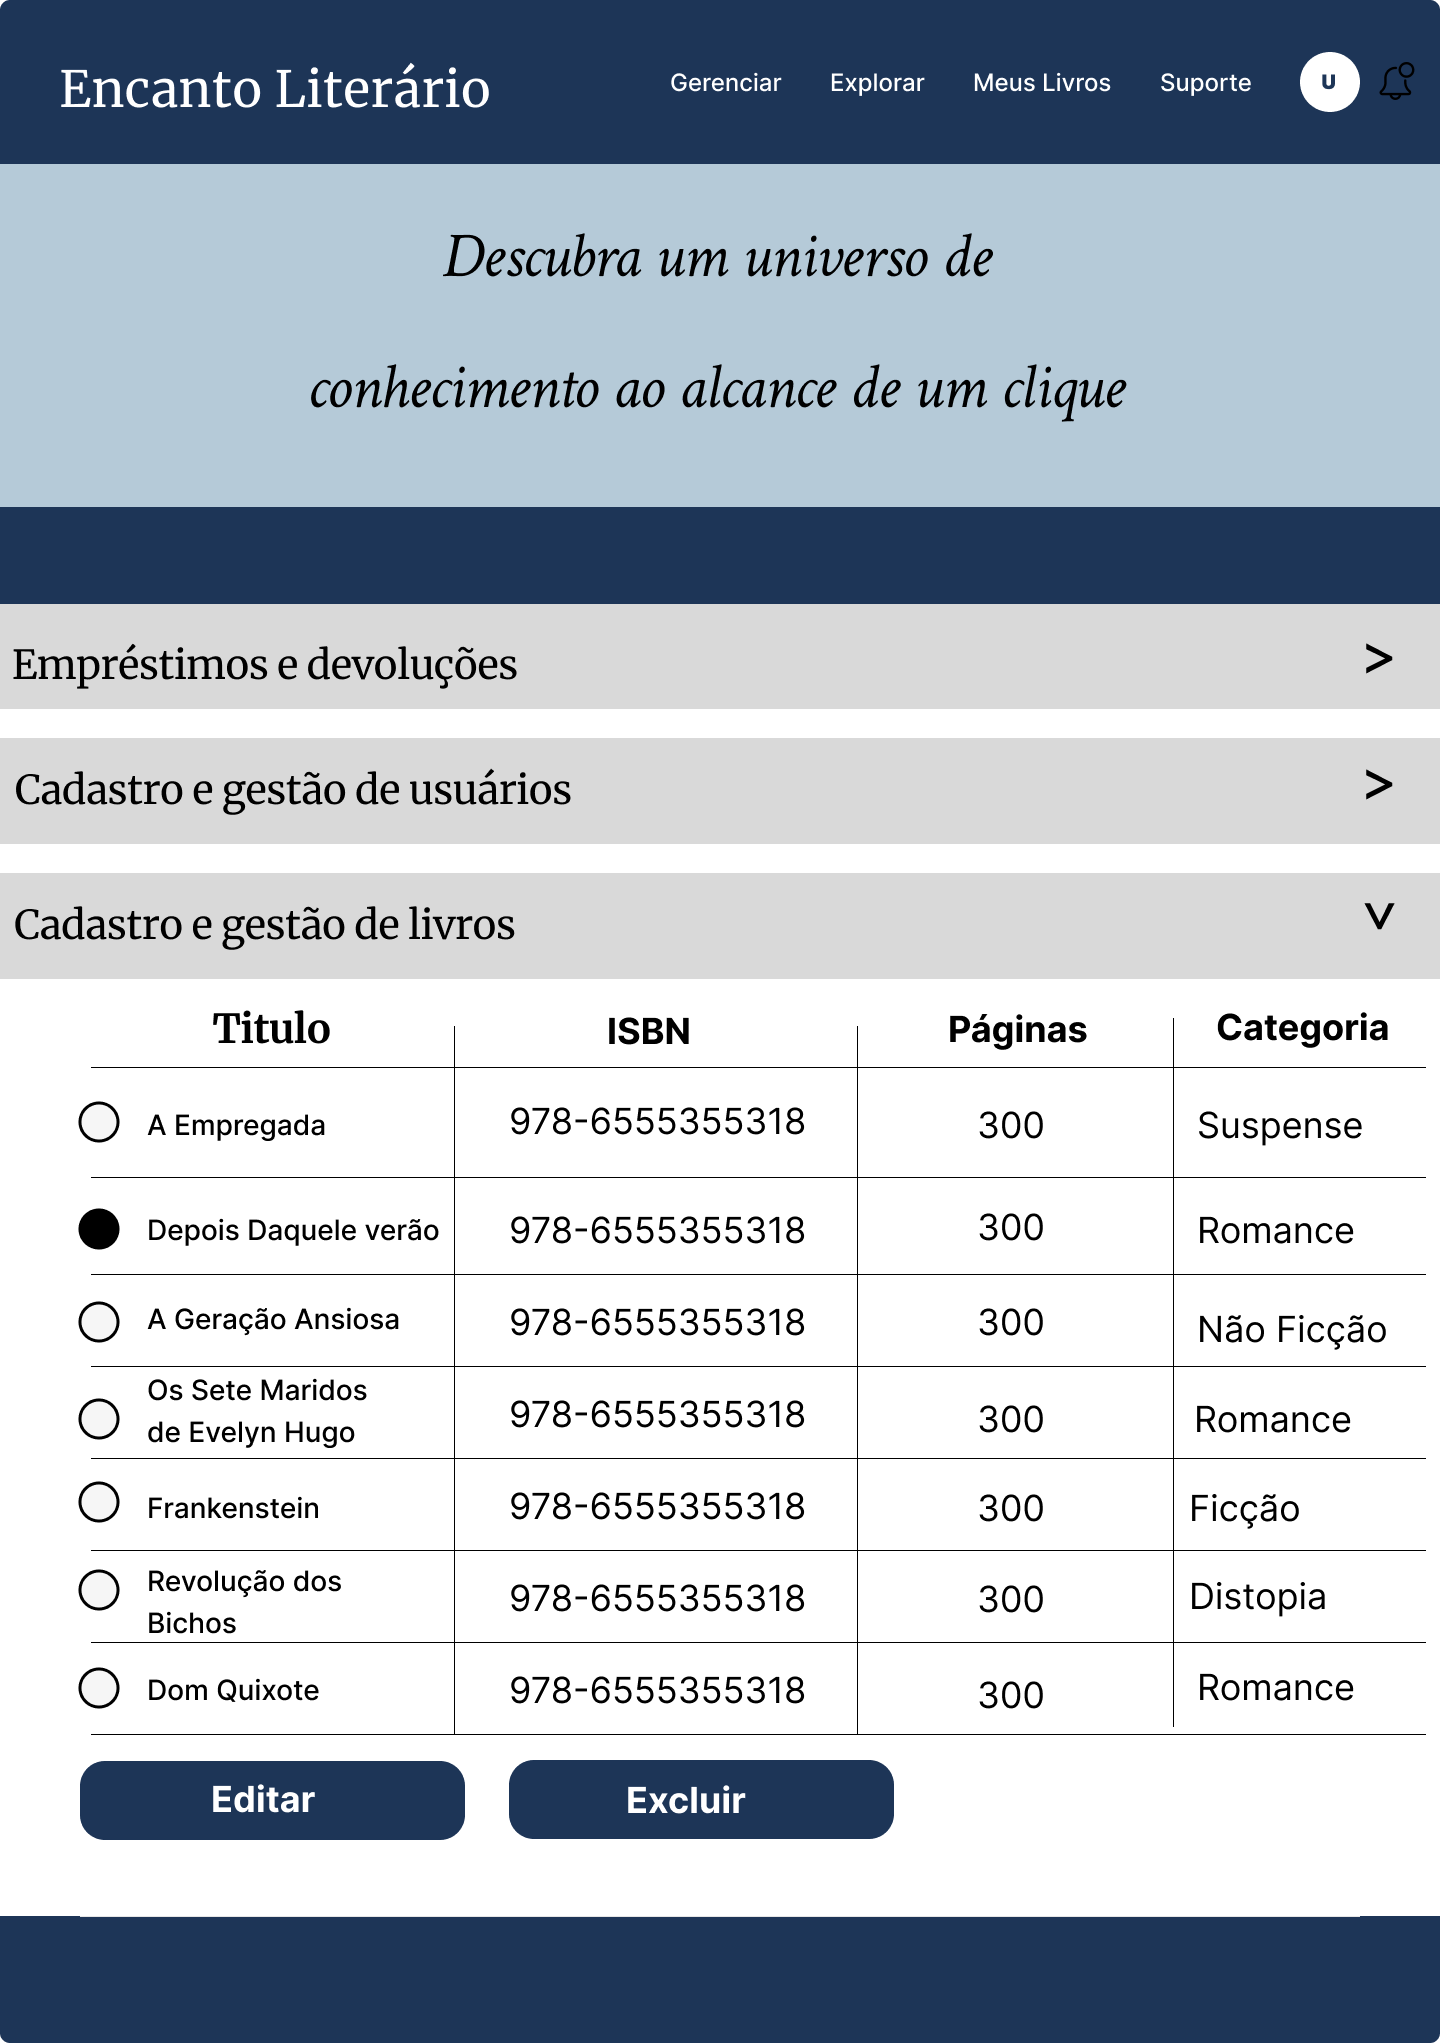 Encanto Literário
Gerenciar Explorar Meus Livros Suporte U
Descubra um universo de
conhecimento ao alcance de um clique
Empréstimos e devoluções >
Cadastro e gestão de usuários >
Cadastro e gestão de livros >
Titulo ISBN Páginas Categoria
A Empregada 978-6555355318 300 Suspense
Depois Daquele verão 978-6555355318 300 Romance
A Geração Ansiosa 978-6555355318 300 Não Ficção
Os Sete Maridos
de Evelyn Hugo 978-6555355318 300 Romance
Frankenstein 978-6555355318 300 Ficção
Revolução dos
Bichos 978-6555355318 300 Distopia
Dom Quixote 978-6555355318 300 Romance
Editar Excluir